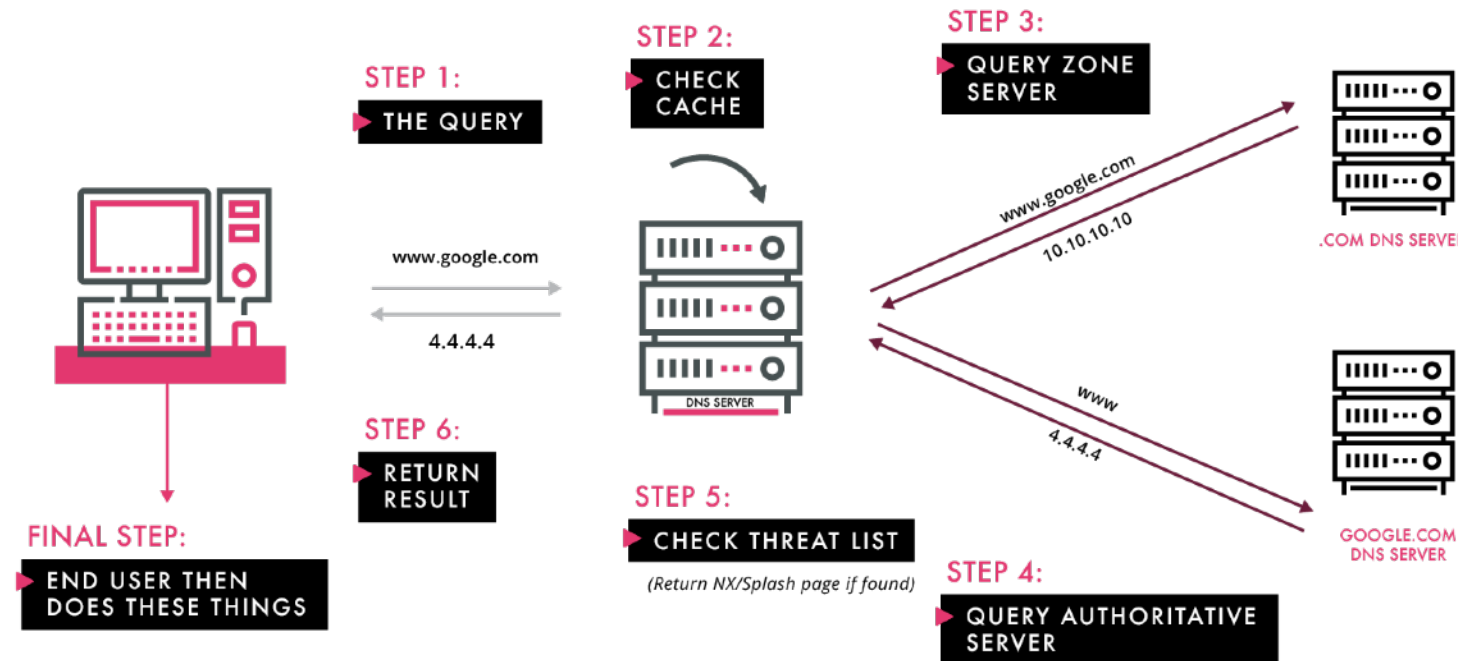 STEP 1:
THE QUERY
STEP 2:
CHECK
CACHE
STEP 3:
QUERY ZONE
SERVER
www.google.com
10.10.10.10
.COM DNS SERVE
www.google.com
4.4.4.4
DNS SERVER
www
4.4.4.4
GOOGLE.COM
DNS SERVER
STEP 6:
RETURN
RESULT
STEP 5:
CHECK THREAT LIST
(Return NX/Splash page if found)
STEP 4:
QUERY AUTHORITATIVE
SERVER
FINAL STEP:
END USER THEN
DOES THESE THINGS